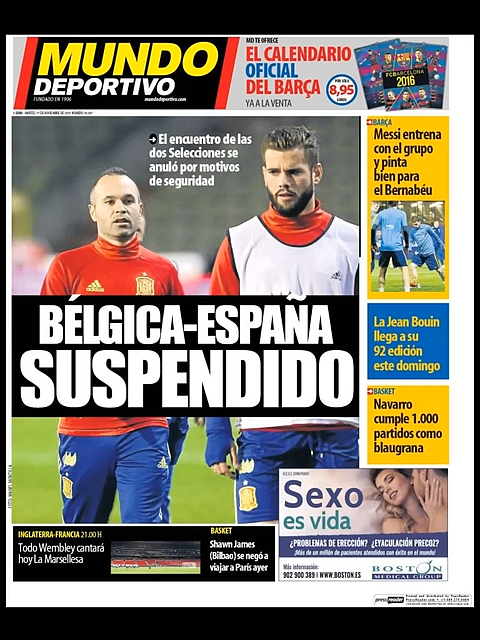 MUNDO
DEPORTIVO
FUNDADO EN 1906
mundodeportivo.com
MD TE OFRECE
EL CALENDARIO
OFICIAL
DEL BARÇA
YA A LA VENTA
POR SÓLO
8,95
EUROS
FC BARCELONA
2016
El encuentro de las
dos Selecciones se
anuló por motivos
de seguridad
BÉLGICA-ESPAÑA
SUSPENDIDO
BARÇA
Messi entrena
con el grupo
y pinta
bien para
el Bernabéu
La Jean Bouin
llega a su
92 edición
este domingo
BASKET
Navarro
cumple 1.000
partidos como
blaugrana
INGLATERRA-FRANCIA 21.00 H
Todo Wembley cantará
hoy La Marsellesa
BASKET
Shawn James
(Bilbao) se negó a
viajar a París ayer
Sexo
es vida
¿PROBLEMAS DE ERECCIÓN? ¿EYACULACIÓN PRECOZ?
¡Más de un millón de pacientes atendidos con éxito en el mundo!
Más información:
902 900 389 | WWW.BOSTON.ES
BOSTON
MEDICAL GROUP
pressreader